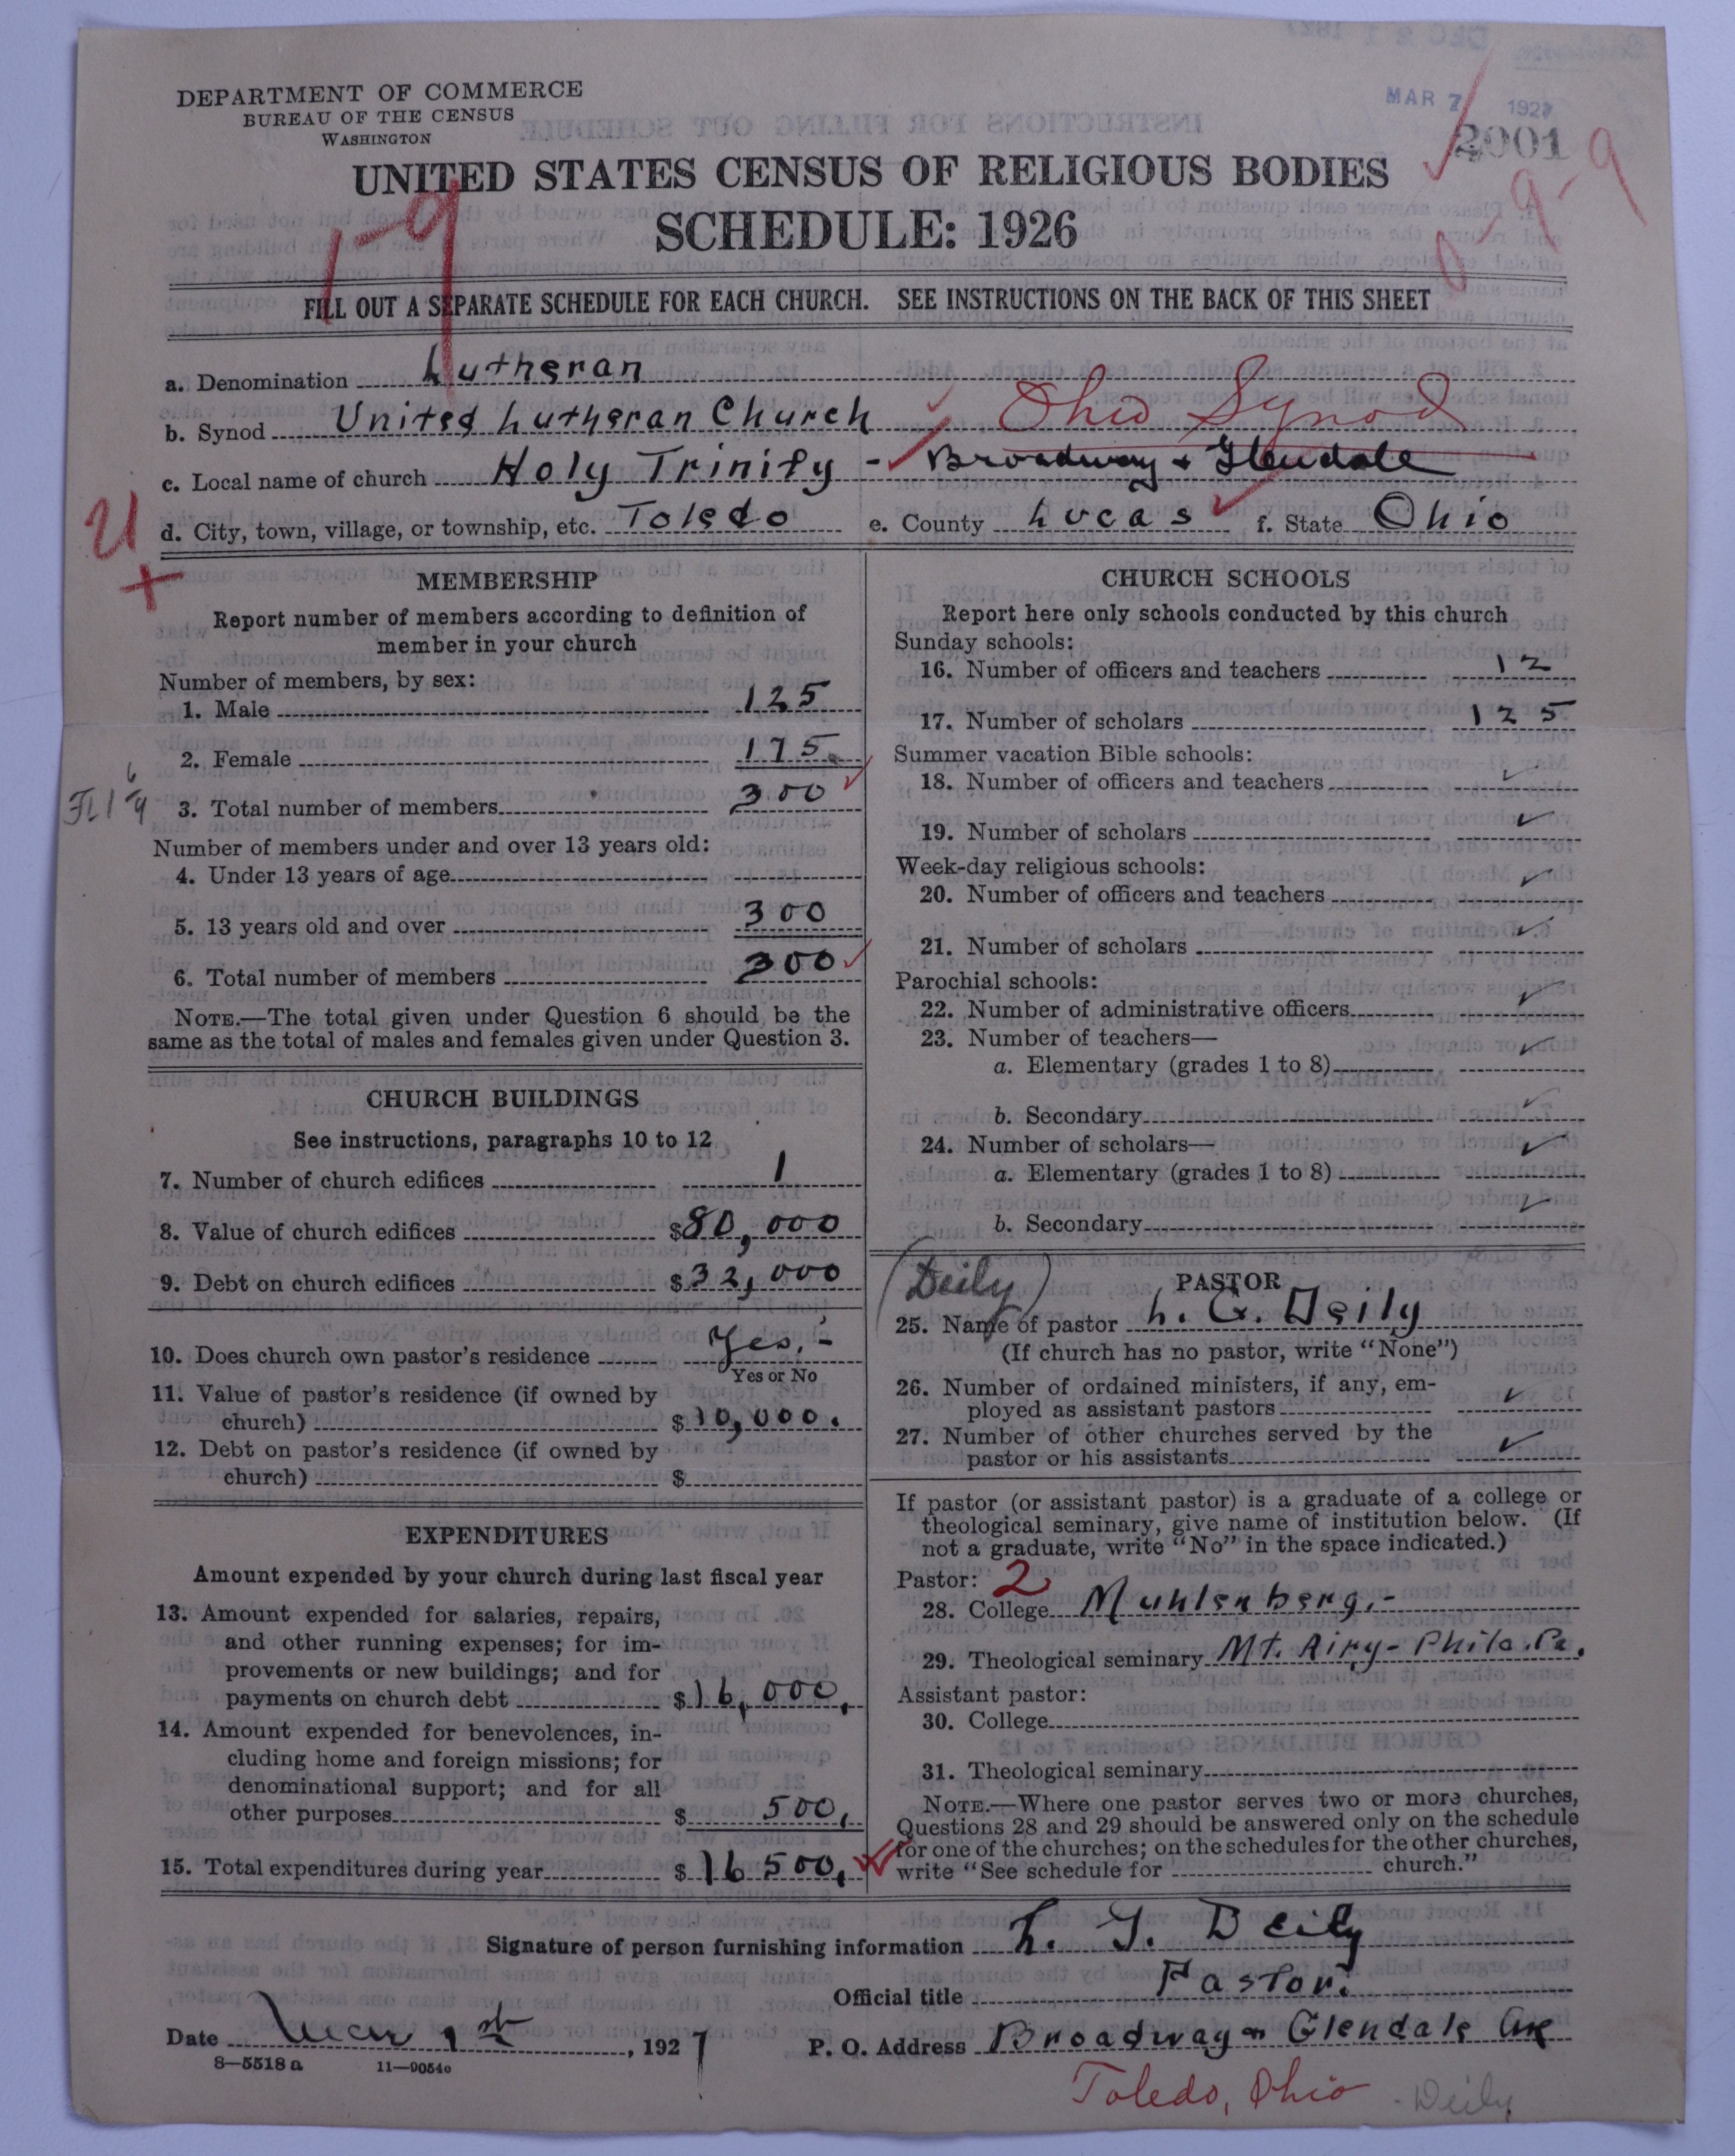 DEPARTMENT OF COMMERCE
BUREAU OF THE CENSUS
WASHINGTON
MAR 7 1927
2001
UNITED STATES CENSUS OF RELIGIOUS BODIES
SCHEDULE: 1926
1-9
9-9
FILL OUT A SEPARATE SCHEDULE FOR EACH CHURCH. SEE INSTRUCTIONS ON THE BACK OF THIS SHEET
a. Denomination Lutheran
b. Synod United Lutheran Church Ohio Synod
c. Local name of church Holy Trinity - Broadway & Glendale
d. City, town, village, or township, etc. Toledo e. County Lucas f. State Ohio
MEMBERSHIP
Report number of members according to definition of
member in your church
Number of members, by sex:
1. Male 125
2. Female 175
3. Total number of members 300
Number of members under and over 13 years old:
4. Under 13 years of age
5. 13 years old and over 300
6. Total number of members 300
NOTE.—The total given under Question 6 should be the
same as the total of males and females given under Question 3.
CHURCH BUILDINGS
See instructions, paragraphs 10 to 12
7. Number of church edifices 1
8. Value of church edifices $80,000
9. Debt on church edifices $32,000
10. Does church own pastor's residence Yes.-
Yes or No
11. Value of pastor's residence (if owned by
church) $10,000.
12. Debt on pastor's residence (if owned by
church) $
EXPENDITURES
Amount expended by your church during last fiscal year
13. Amount expended for salaries, repairs,
and other running expenses; for im-
provements or new buildings; and for
payments on church debt $16,000.
14. Amount expended for benevolences, in-
cluding home and foreign missions; for
denominational support; and for all
other purposes $500.
15. Total expenditures during year $16500.
CHURCH SCHOOLS
Report here only schools conducted by this church
Sunday schools:
16. Number of officers and teachers 12
17. Number of scholars 125
Summer vacation Bible schools:
18. Number of officers and teachers
19. Number of scholars
Week-day religious schools:
20. Number of officers and teachers
21. Number of scholars
Parochial schools:
22. Number of administrative officers
23. Number of teachers—
a. Elementary (grades 1 to 8)
b. Secondary
24. Number of scholars—
a. Elementary (grades 1 to 8)
b. Secondary
(Deily) PASTOR
25. Name of pastor L. G. Deily
(If church has no pastor, write "None")
26. Number of ordained ministers, if any, em-
ployed as assistant pastors
27. Number of other churches served by the
pastor or his assistants
If pastor (or assistant pastor) is a graduate of a college or
theological seminary, give name of institution below. (If
not a graduate, write "No" in the space indicated.)
Pastor: 2
28. College Muhlenberg.-
29. Theological seminary Mt. Airy-Phila.Pa.
Assistant pastor:
30. College
31. Theological seminary
NOTE.—Where one pastor serves two or more churches,
Questions 28 and 29 should be answered only on the schedule
for one of the churches; on the schedules for the other churches,
write "See schedule for church."
Signature of person furnishing information L. G. Deily
Official title Pastor.
Date Mar 1st, 1927 P. O. Address Broadway & Glendale Ave
8—5518 a 11—9054o
Toledo, Ohio - Deily